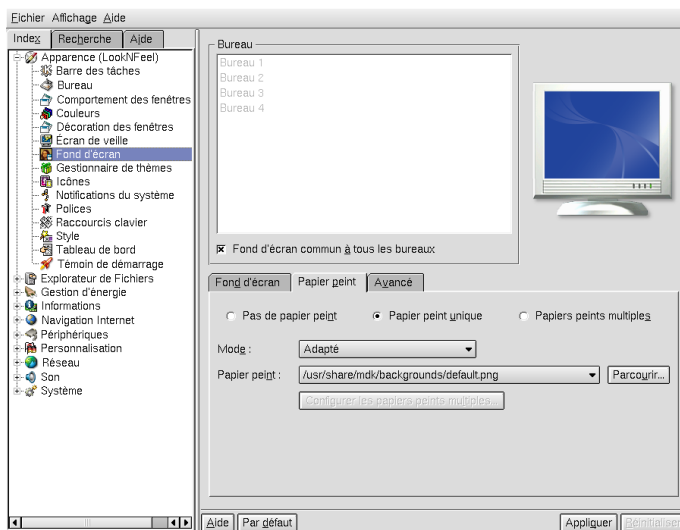 Fichier Affichage Aide
Index Recherche Aide
Apparence (LookNFeel)
Barre des tâches
Bureau
Comportement des fenêtres
Couleurs
Décoration des fenêtres
Écran de veille
Fond d'écran
Gestionnaire de thèmes
Icônes
Notifications du système
Polices
Raccourcis clavier
Style
Tableau de bord
Témoin de démarrage
Explorateur de Fichiers
Gestion d'énergie
Informations
Navigation Internet
Périphériques
Personnalisation
Réseau
Son
Système
Bureau
Bureau 1
Bureau 2
Bureau 3
Bureau 4
Fond d'écran commun à tous les bureaux
Fond d'écran Papier peint Avancé
Pas de papier peint Papier peint unique Papiers peints multiples
Mode : Adapté
Papier peint : /usr/share/mdk/backgrounds/default.png Parcourir...
Configurer les papiers peints multiples...
Aide Par défaut Appliquer Réinitialiser